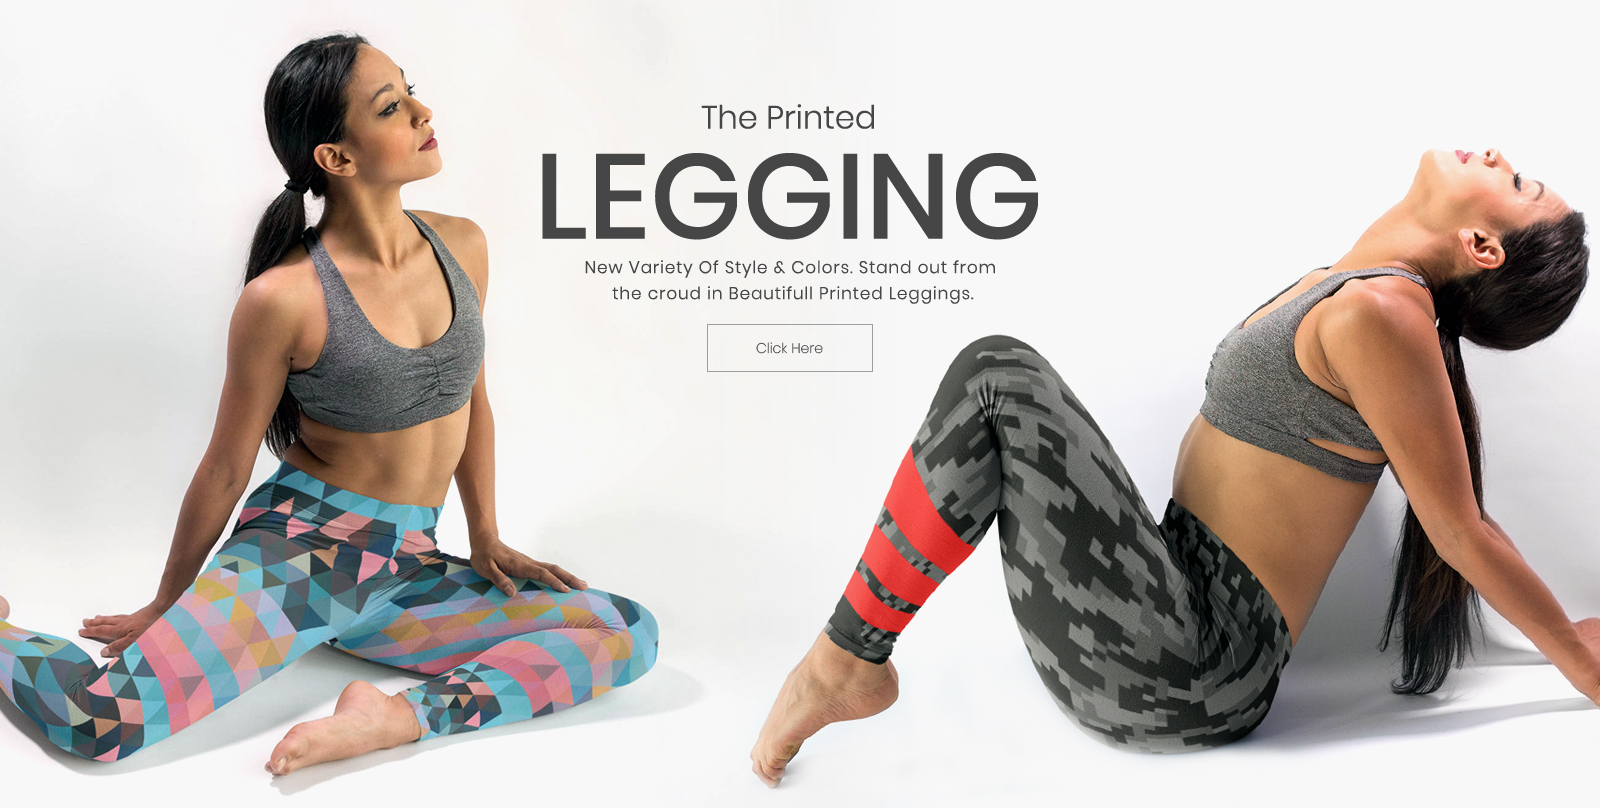 The Printed
LEGGING
New Variety Of Style & Colors. Stand out from
the croud in Beautifull Printed Leggings.
Click Here